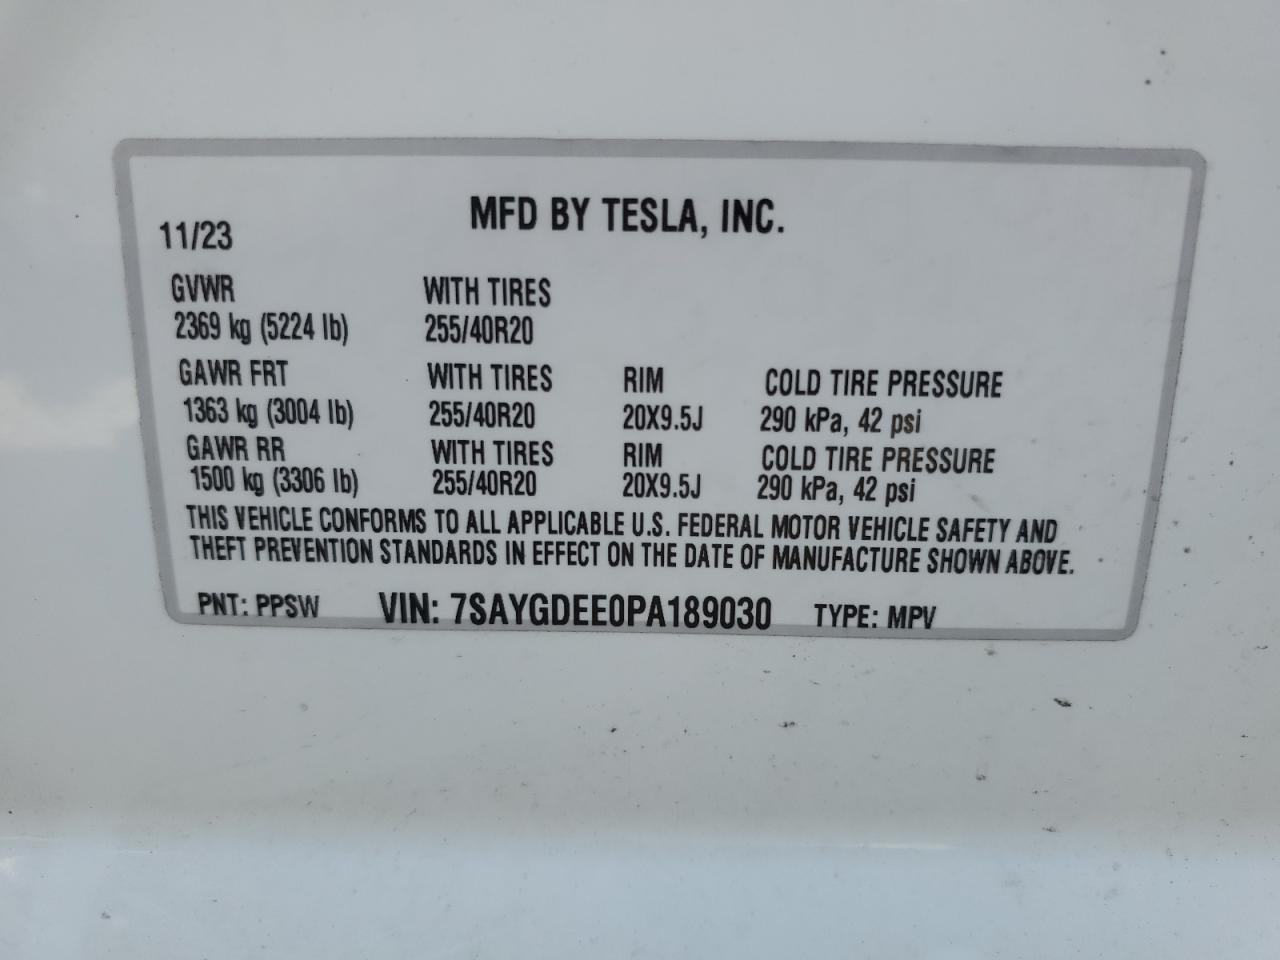 MFD BY TESLA, INC.
11/23
GVWR WITH TIRES
2369 kg (5224 lb) 255/40R20
GAWR FRT WITH TIRES RIM COLD TIRE PRESSURE
1363 kg (3004 lb) 255/40R20 20X9.5J 290 kPa, 42 psi
GAWR RR WITH TIRES RIM COLD TIRE PRESSURE
1500 kg (3306 lb) 255/40R20 20X9.5J 290 kPa, 42 psi
THIS VEHICLE CONFORMS TO ALL APPLICABLE U.S. FEDERAL MOTOR VEHICLE SAFETY AND
THEFT PREVENTION STANDARDS IN EFFECT ON THE DATE OF MANUFACTURE SHOWN ABOVE.
PNT: PPSW VIN: 7SAYGDEE0PA189030 TYPE: MPV